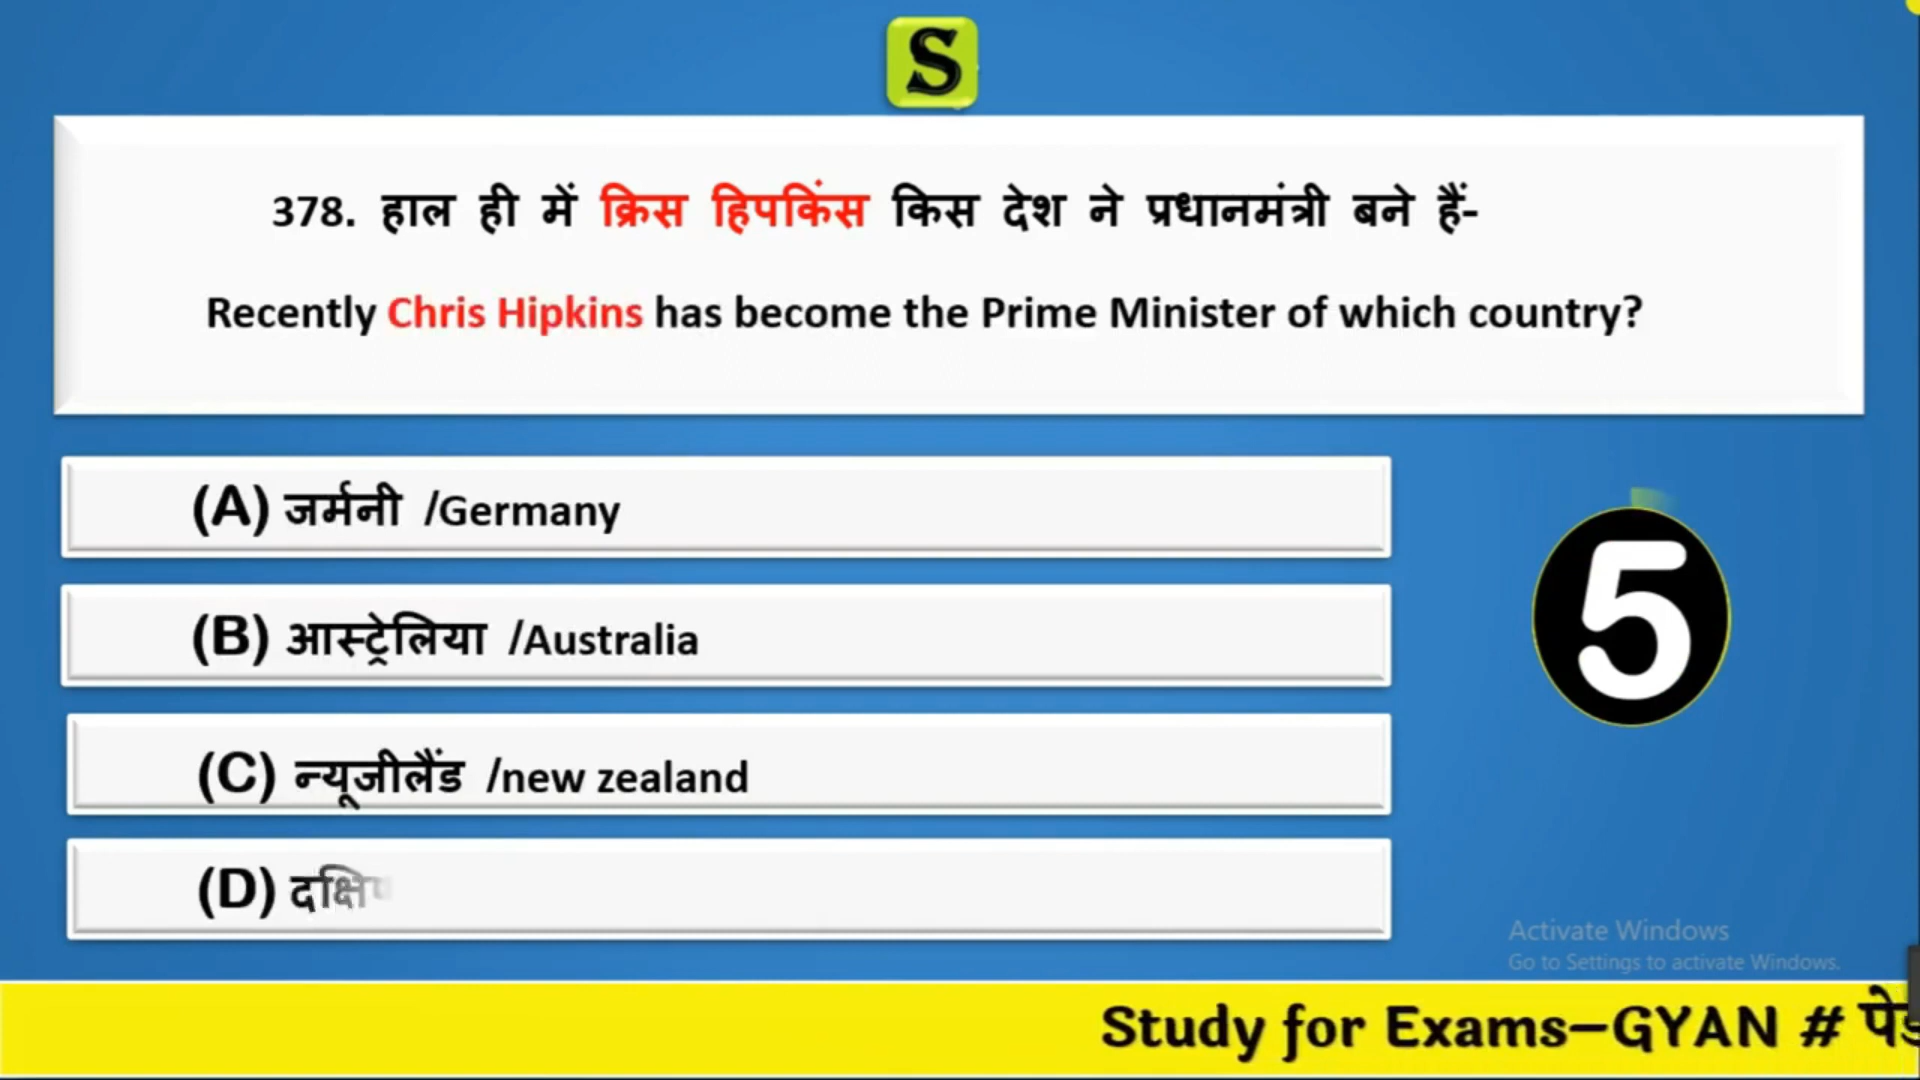 S
378. हाल ही में क्रिस हिपकिंस किस देश ने प्रधानमंत्री बने हैं-
Recently Chris Hipkins has become the Prime Minister of which country?
(A) जर्मनी /Germany
(B) आस्ट्रेलिया /Australia
(C) न्यूजीलैंड /new zealand
(D)
5
Activate Windows
Go to Settings to activate Windows.
Study for Exams—GYAN #